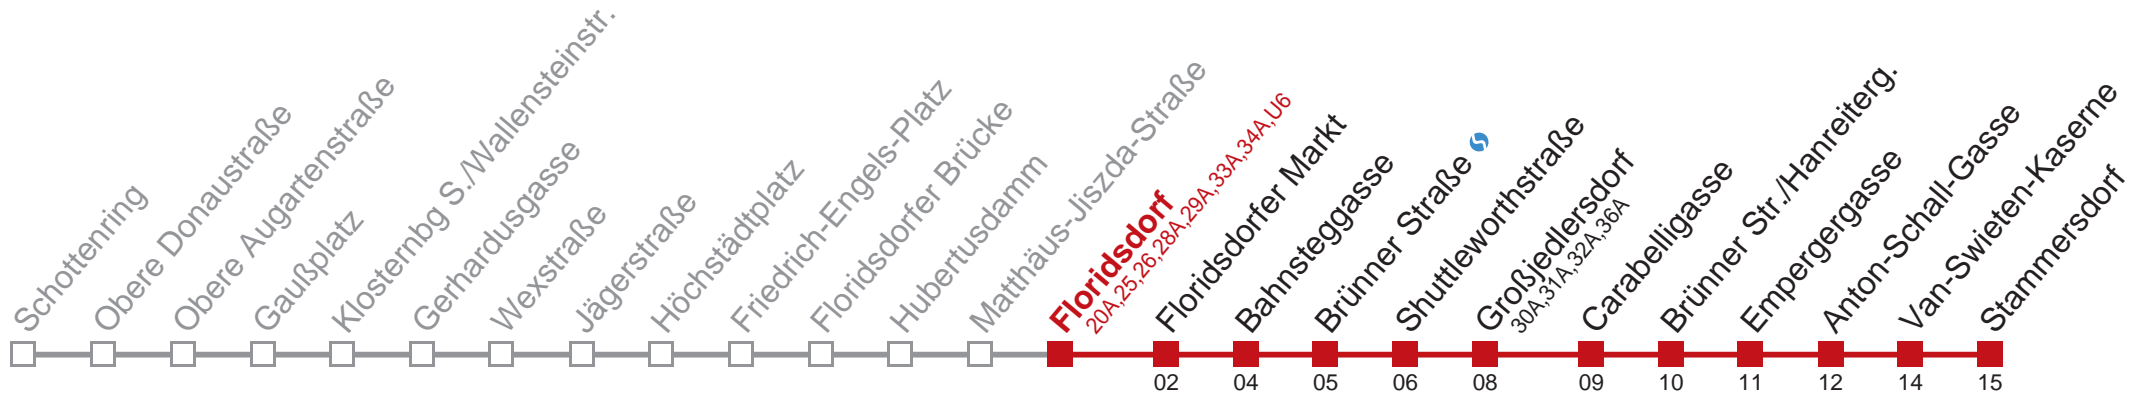 Schottenring
Obere Donaustraße
Obere Augartenstraße
Gaußplatz
Klosternbg S./Wallensteinstr.
Gerhardusgasse
Wexstraße
Jägerstraße
Höchstädtplatz
Friedrich-Engels-Platz
Floridsdorfer Brücke
Hubertusdamm
Matthäus-Jiszda-Straße
Floridsdorf
20A,25,26,28A,29A,33A,34A,U6
Floridsdorfer Markt
Bahnsteggasse
Brünner Straße
Shuttleworthstraße
Großjedlersdorf
30A,31A,32A,36A
Carabelligasse
Brünner Str./Hanreiterg.
Empergergasse
Anton-Schall-Gasse
Van-Swieten-Kaserne
Stammersdorf
02 04 05 06 08 09 10 11 12 14 15